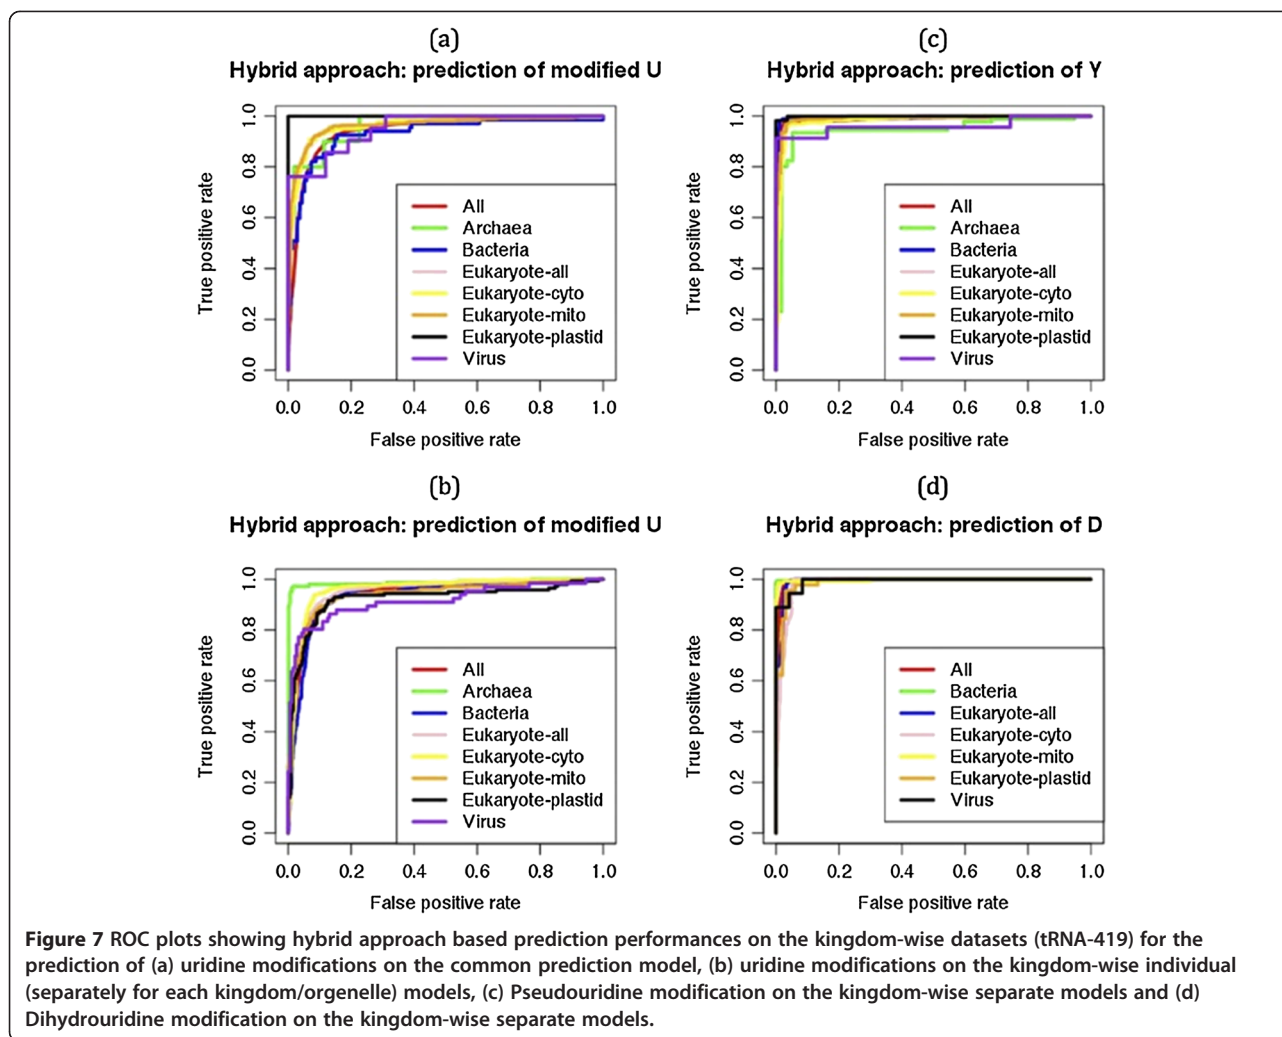 (a)
Hybrid approach: prediction of modified U
True positive rate
1.0
0.8
0.6
0.4
0.2
0.0
All
Archaea
Bacteria
Eukaryote-all
Eukaryote-cyto
Eukaryote-mito
Eukaryote-plastid
Virus
0.0 0.2 0.4 0.6 0.8 1.0
False positive rate
(c)
Hybrid approach: prediction of Y
True positive rate
1.0
0.8
0.6
0.4
0.2
0.0
All
Archaea
Bacteria
Eukaryote-all
Eukaryote-cyto
Eukaryote-mito
Eukaryote-plastid
Virus
0.0 0.2 0.4 0.6 0.8 1.0
False positive rate
(b)
Hybrid approach: prediction of modified U
True positive rate
1.0
0.8
0.6
0.4
0.2
0.0
All
Archaea
Bacteria
Eukaryote-all
Eukaryote-cyto
Eukaryote-mito
Eukaryote-plastid
Virus
0.0 0.2 0.4 0.6 0.8 1.0
False positive rate
(d)
Hybrid approach: prediction of D
True positive rate
1.0
0.8
0.6
0.4
0.2
0.0
All
Bacteria
Eukaryote-all
Eukaryote-cyto
Eukaryote-mito
Eukaryote-plastid
Virus
0.0 0.2 0.4 0.6 0.8 1.0
False positive rate
Figure 7 ROC plots showing hybrid approach based prediction performances on the kingdom-wise datasets (tRNA-419) for the
prediction of (a) uridine modifications on the common prediction model, (b) uridine modifications on the kingdom-wise individual
(separately for each kingdom/orgenelle) models, (c) Pseudouridine modification on the kingdom-wise separate models and (d)
Dihydrouridine modification on the kingdom-wise separate models.